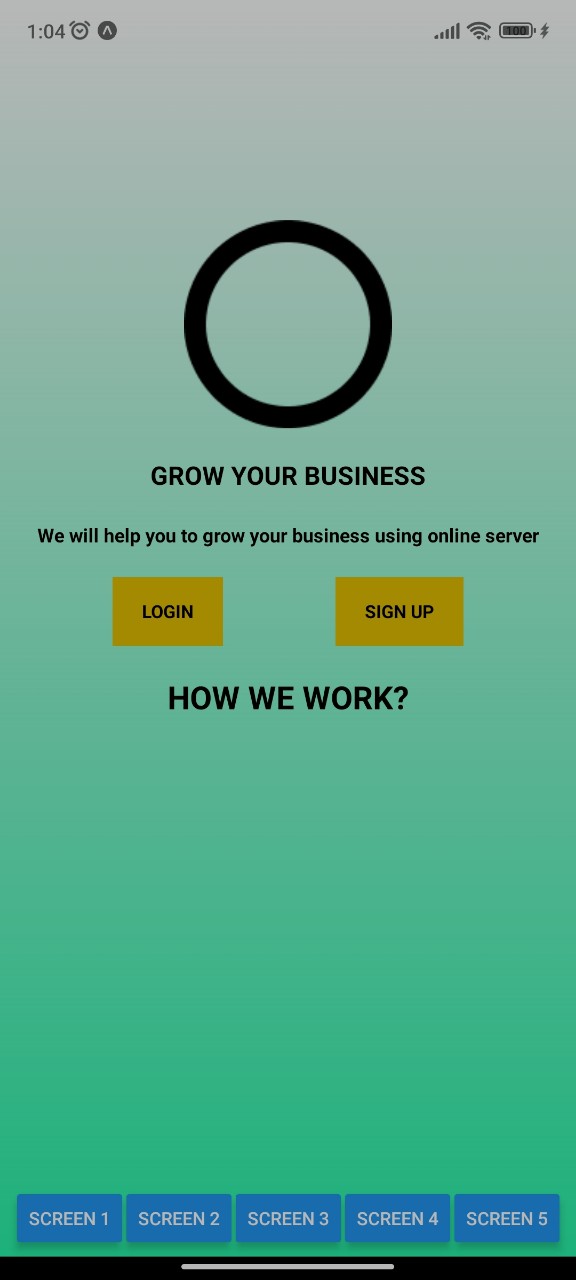 1:04
100
GROW YOUR BUSINESS
We will help you to grow your business using online server
LOGIN SIGN UP
HOW WE WORK?
SCREEN 1 SCREEN 2 SCREEN 3 SCREEN 4 SCREEN 5